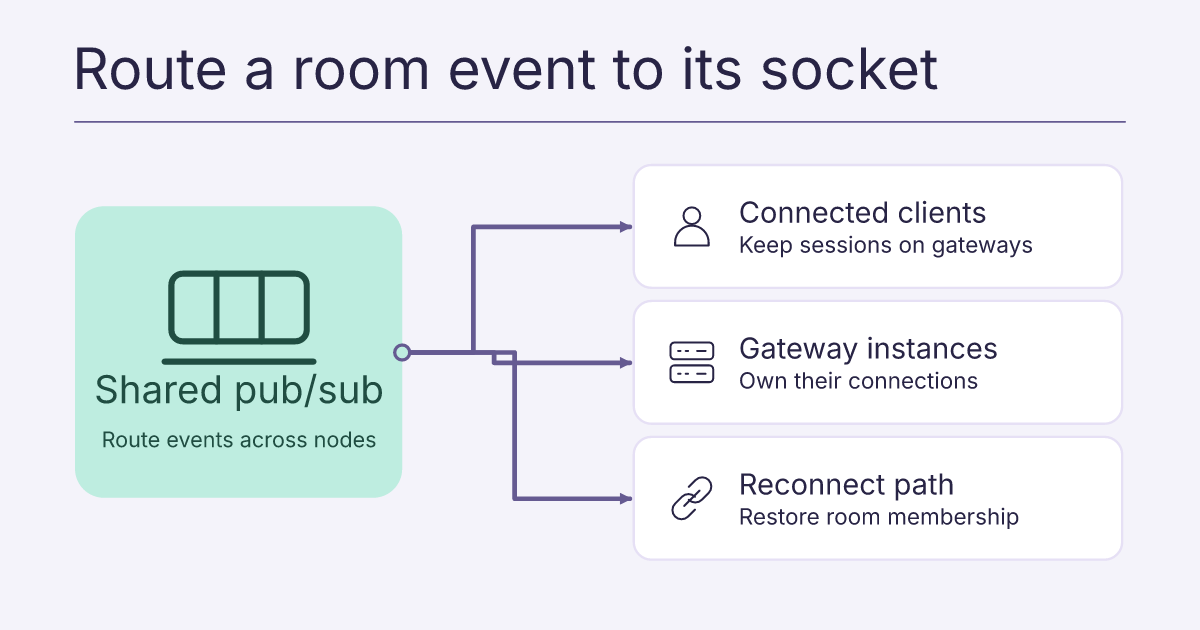 Route a room event to its socket
Shared pub/sub
Route events across nodes
Connected clients
Keep sessions on gateways
Gateway instances
Own their connections
Reconnect path
Restore room membership